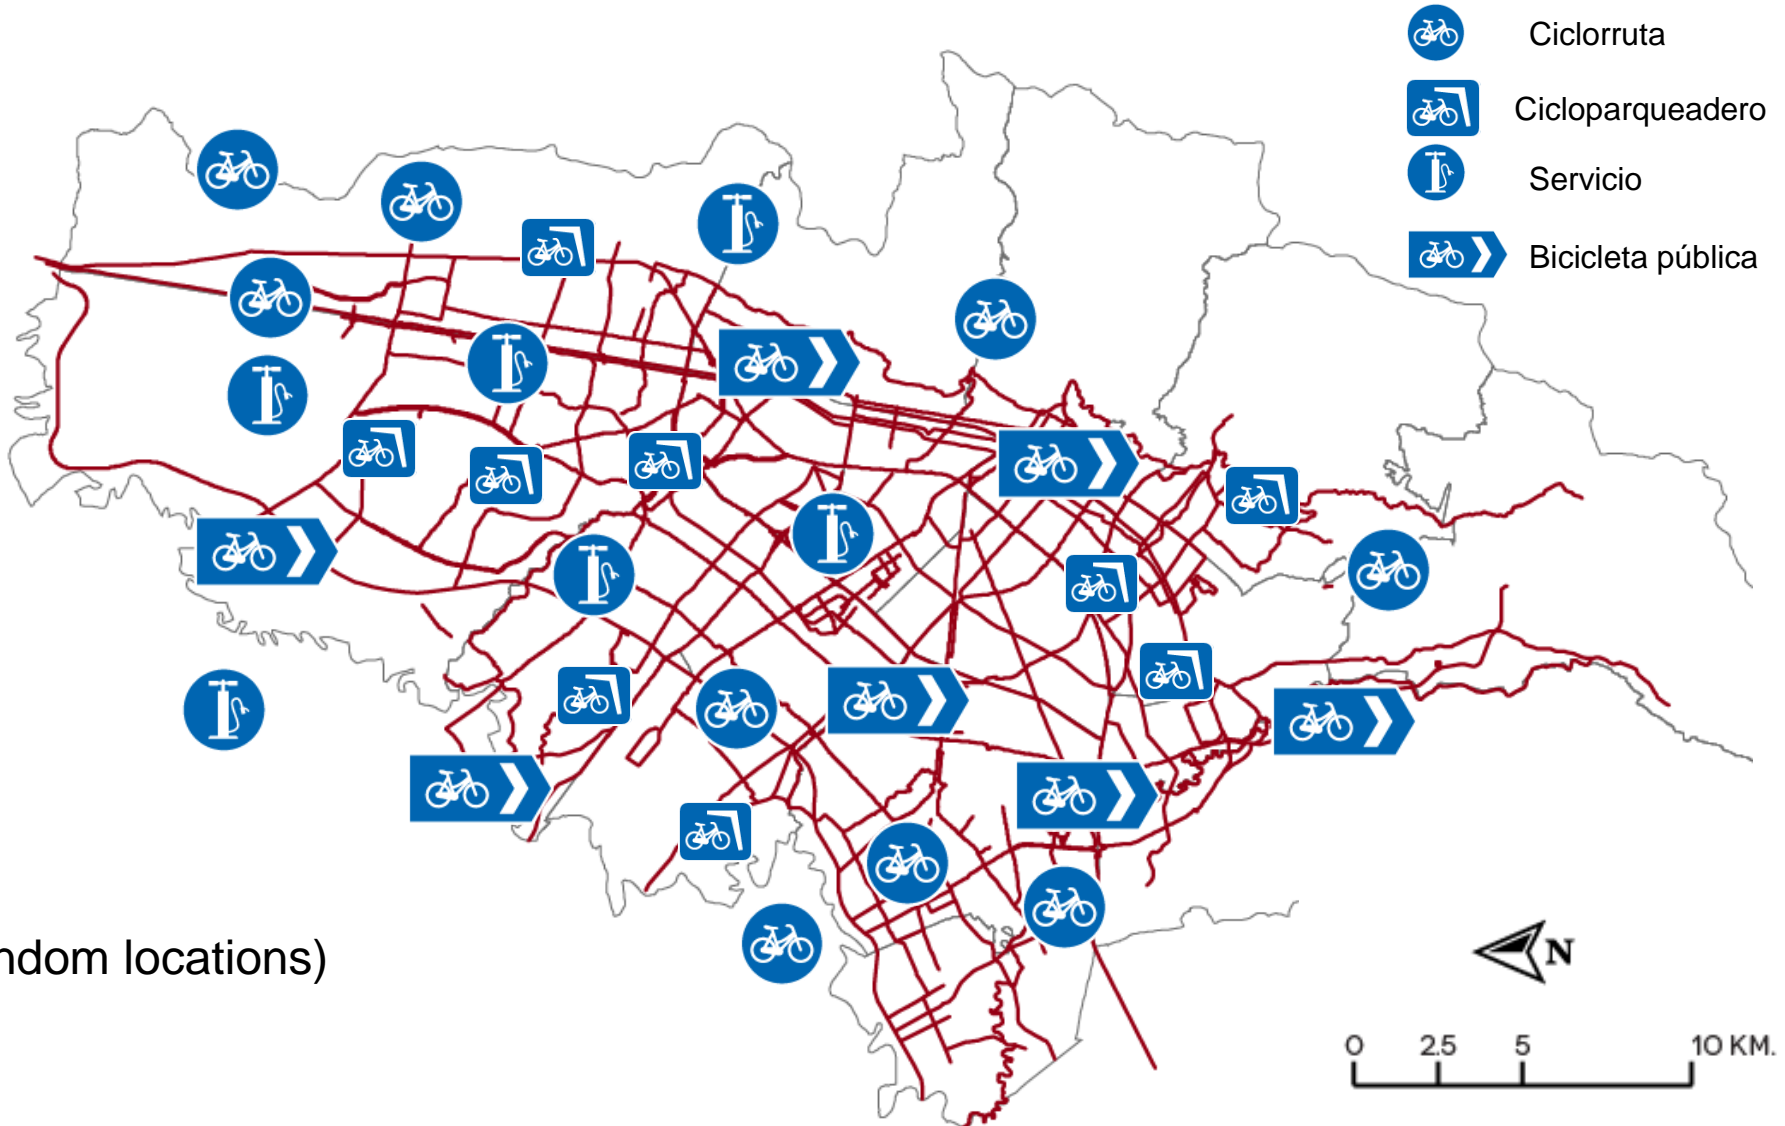 Ciclorruta
Cicloparqueadero
Servicio
Bicicleta pública
ndom locations)
N
0 2.5 5 10 KM.